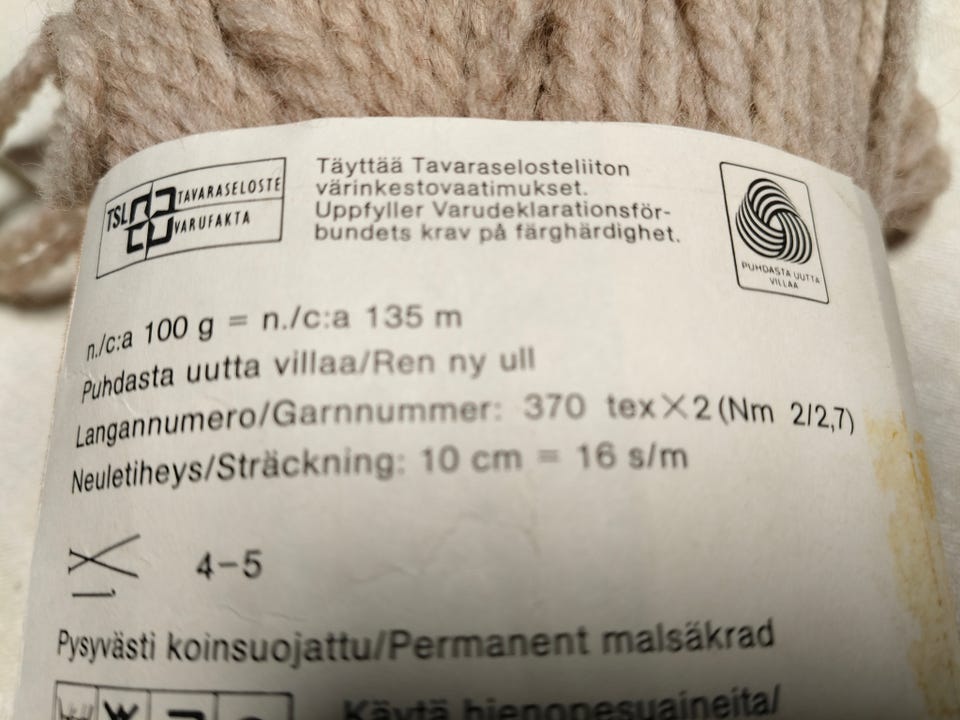 TSL TAVARASELOSTE
VARUFAKTA
Täyttää Tavaraselosteliiton
värinkestovaatimukset.
Uppfyller Varudeklarationsför-
bundets krav på färghärdighet.
PUHDASTA UUTTA
VILLAA
n./c:a 100 g = n./c:a 135 m
Puhdasta uutta villaa/Ren ny ull
Langannumero/Garnnummer: 370 tex×2 (Nm 2/2,7)
Neuletiheys/Sträckning: 10 cm = 16 s/m
4–5
Pysyvästi koinsuojattu/Permanent malsäkrad
Käytä hienopesuaineita/